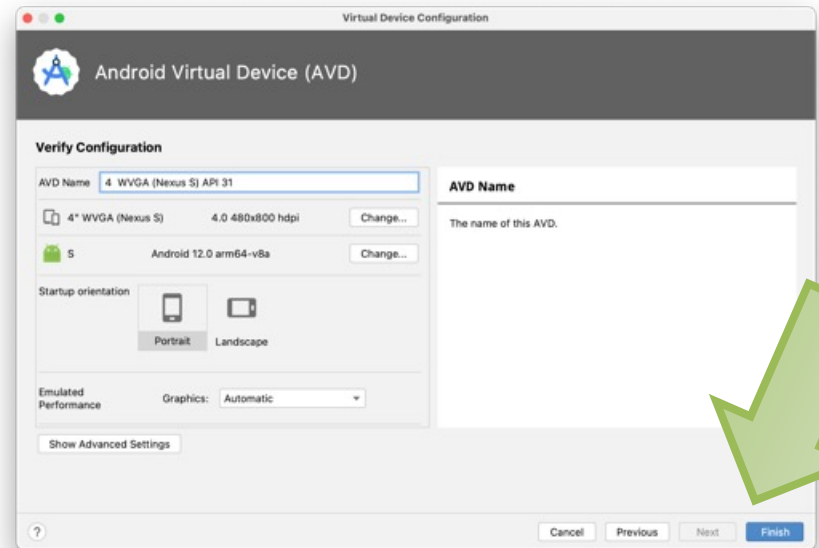 Virtual Device Configuration
Android Virtual Device (AVD)
Verify Configuration
AVD Name 4 WVGA (Nexus S) API 31
4" WVGA (Nexus S) 4.0 480x800 hdpi Change...
S Android 12.0 arm64-v8a Change...
Startup orientation
Portrait Landscape
Emulated
Performance Graphics: Automatic
Show Advanced Settings
AVD Name
The name of this AVD.
? Cancel Previous Next Finish